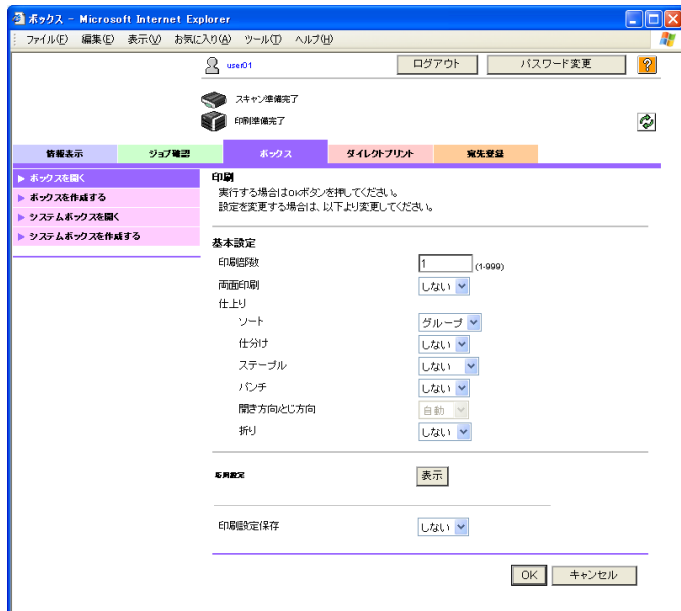 ボックス - Microsoft Internet Explorer
ファイル(F) 編集(E) 表示(V) お気に入り(A) ツール(T) ヘルプ(H)
user01 ログアウト パスワード変更 ?
スキャン準備完了
印刷準備完了
情報表示 ジョブ確認 ボックス ダイレクトプリント 宛先登録
ボックスを開く
ボックスを作成する
システムボックスを開く
システムボックスを作成する
印刷
実行する場合はOKボタンを押してください。
設定を変更する場合は、以下より変更してください。
基本設定
印刷部数 1 (1-999)
両面印刷 しない
仕上り
ソート グループ
仕分け しない
ステープル しない
パンチ しない
開き方向/とじ方向 自動
折り しない
応用設定 表示
印刷設定保存 しない
OK キャンセル